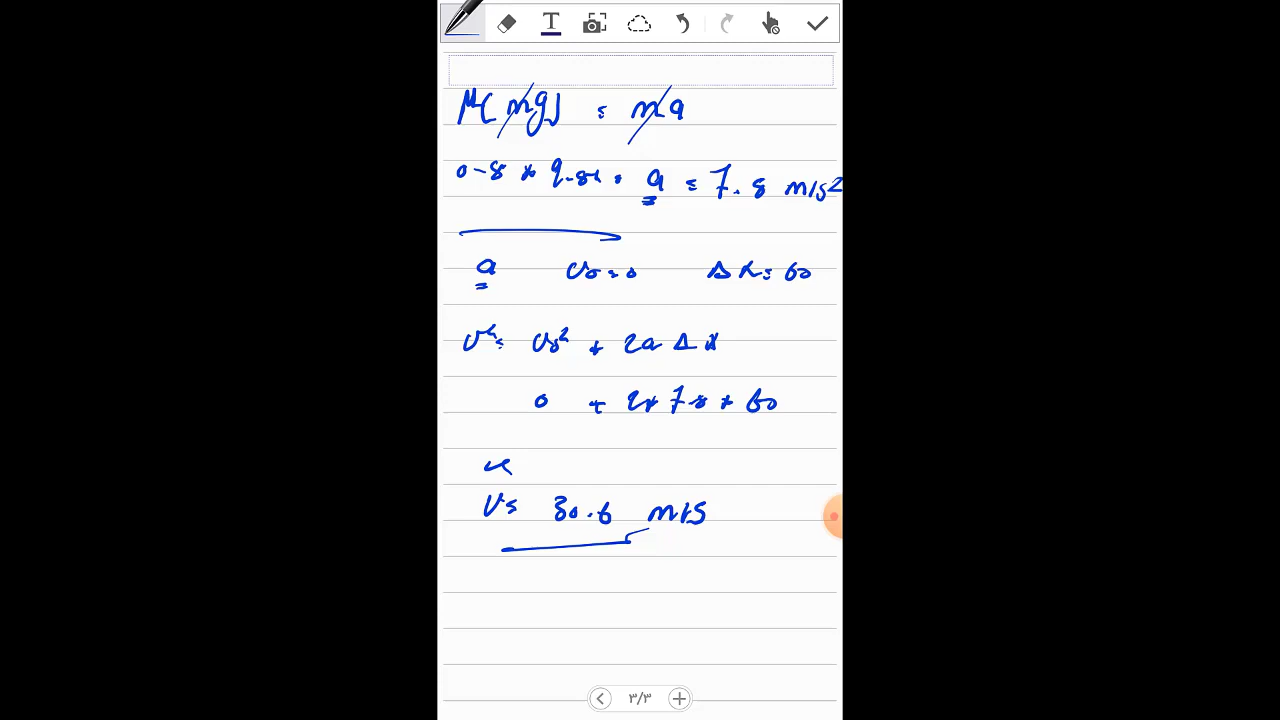 T
μ(mg) = ma
0.8 * 9.81 = a = 7.8 m/s2
a v0 = 0 Δx = 60
v2 = v02 + 2aΔx
0 + 2*7.8*60
v = 30.6 m/s
٣/٣